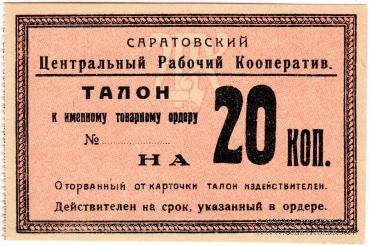 САРАТОВСКИЙ
Центральный Рабочий Кооператив.
ТАЛОН
к именному товарному ордеру
№
НА 20 КОП.
Оторванный от карточки талон недействителен.
Действителен на срок, указанный в ордере.